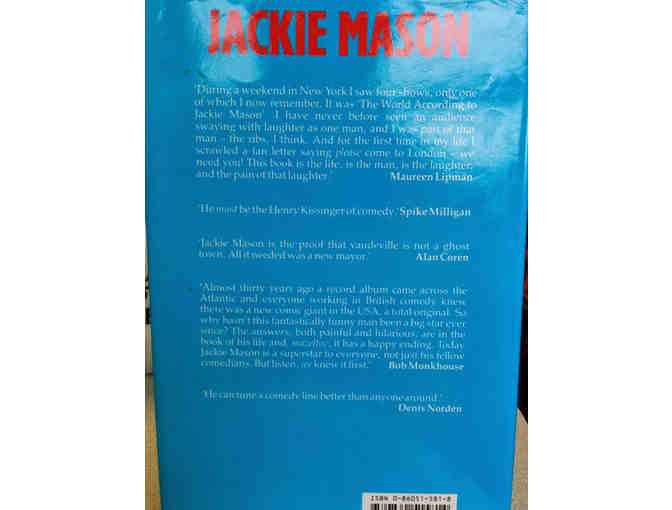 JACKIE MASON
'During a weekend in New York I saw four shows, only one
of which I now remember. It was 'The World According to
Jackie Mason' I have never before seen an audience
swaying with laughter as one man, and I was part of that
man – the ribs, I think. And for the first time in my life I
scrawled a fan letter saying please come to London – we
need you! This book is the life, is the man, is the laughter,
and the pain of that laughter.' Maureen Lipman
'He must be the Henry Kissinger of comedy.' Spike Milligan
'Jackie Mason is the proof that vaudeville is not a ghost
town. All it needed was a new mayor.' Alan Coren
'Almost thirty years ago a record album came across the
Atlantic and everyone working in British comedy knew
there was a new comic giant in the USA, a total original. So
why hasn't this fantastically funny man been a big star ever
since? The answers, both painful and hilarious, are in the
book of his life and, mazeltov, it has a happy ending. Today
Jackie Mason is a superstar to everyone, not just his fellow
comedians. But listen, we knew it first.' Bob Monkhouse
'He can tune a comedy line better than anyone around.'
Denis Norden
ISBN 0-86051-581-8